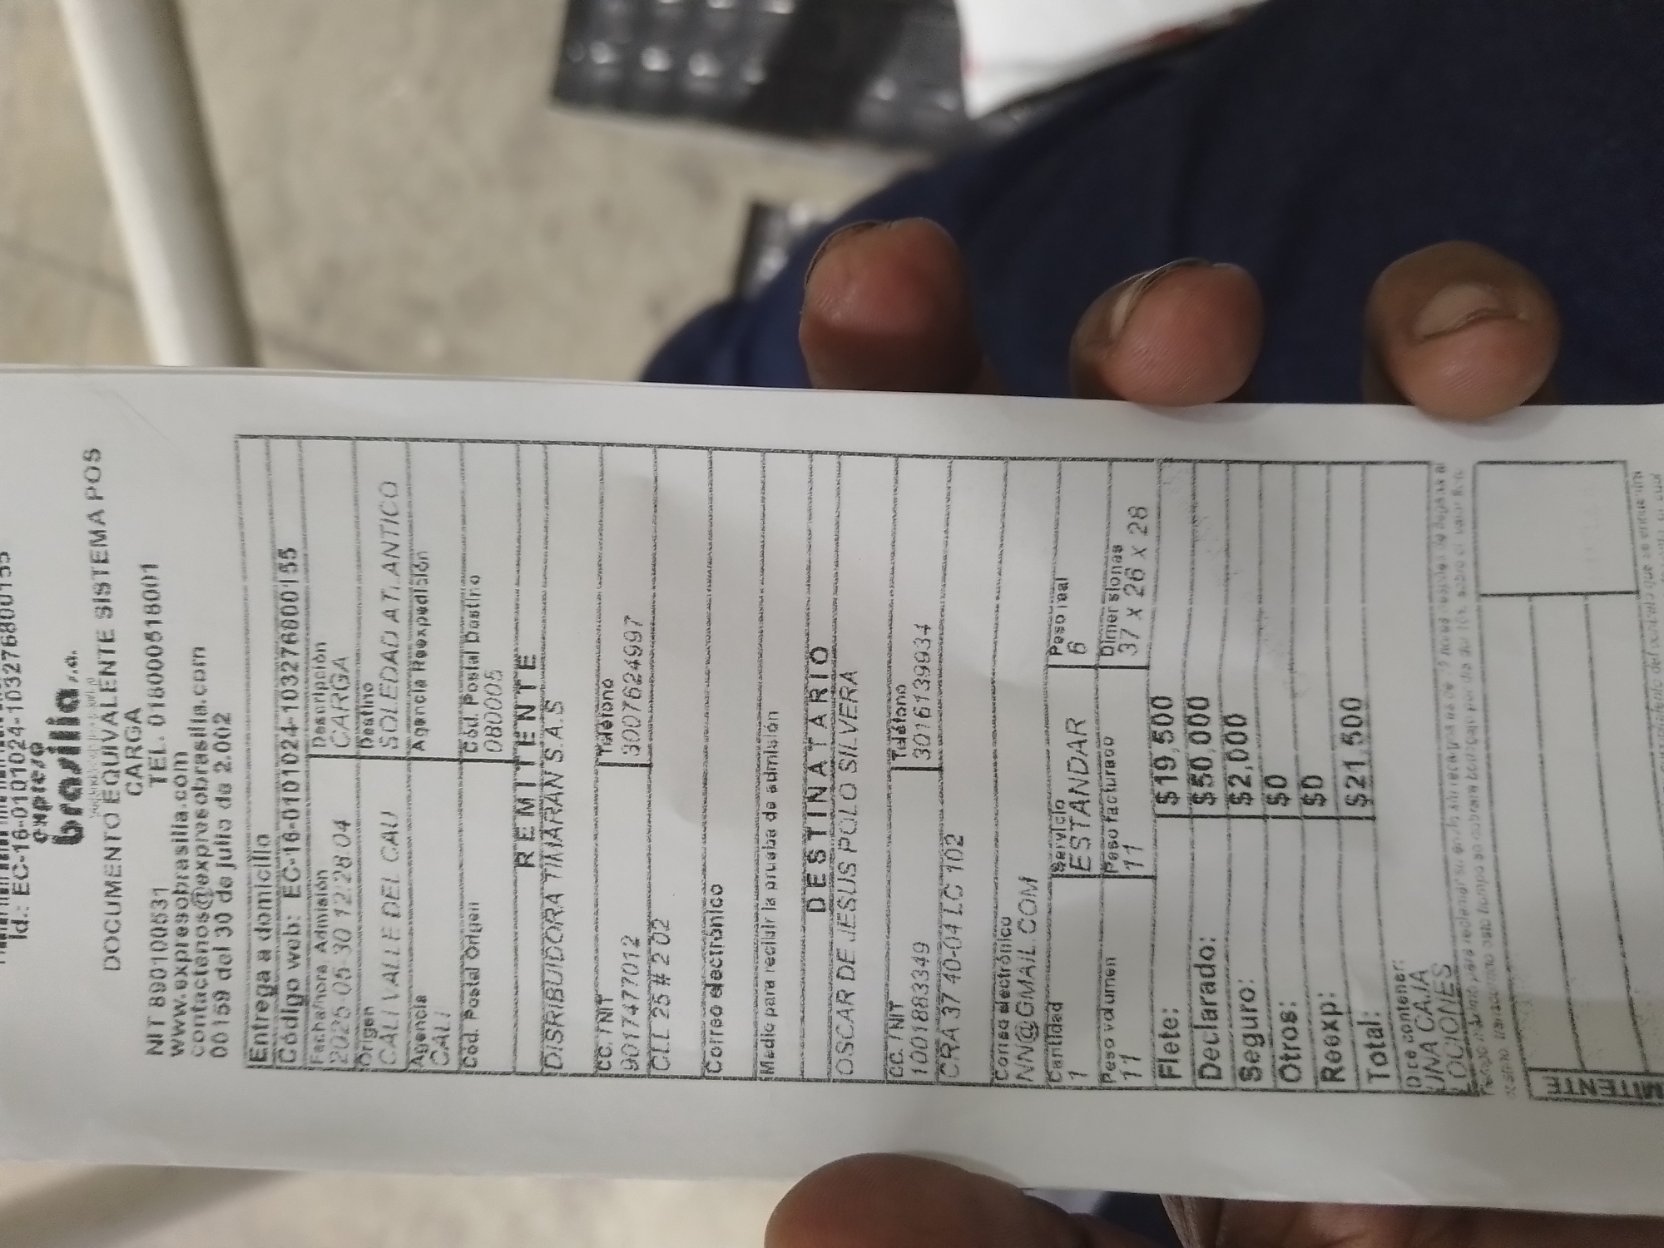 Id.: EC-16-0101024-1032768001
expreso
brasilia s.a.
DOCUMENTO EQUIVALENTE SISTEMA POS
CARGA
NIT 890100531 TEL. 018000518001
www.expresobrasilia.com
contactenos@expresobrasilia.com
00159 del 30 de julio de 2.002
Entrega a domicilio
Código web: EC-16-0101024-1032768000155
Fecha/hora Admisión Descripción
2025-05-30 12:28:04 CARGA
Origen Destino
CALI VALLE DEL CAU SOLEDAD ATLANTICO
Agencia Agencia Reexpedición
CALI
Cód. Postal Origen Cód. Postal Destino
080005
REMITENTE
DISRIBUIDORA S.A.S
CC. / NIT Teléfono
901747701 2 3007624997
CLL 25 # 2 02
Correo electrónico
Medio para recibir la prueba de admisión
DESTINATARIO
OSCAR DE JESUS POLO SILVERA
CC. / NIT Teléfono
1001883349 3016139934
CRA 37 40-04 LC 102
Correo electrónico
NN@GMAIL.COM
Cantidad Servicio Peso real
1 ESTANDAR 6
Peso volumen Peso facturado Dimensiones
11 11 37 x 26 x 28
Flete: $19,500
Declarado: $50,000
Seguro: $2,000
Otros: $0
Reexp: $0
Total: $21,500
Dice contener:
UNA CAJA
LOCIONES